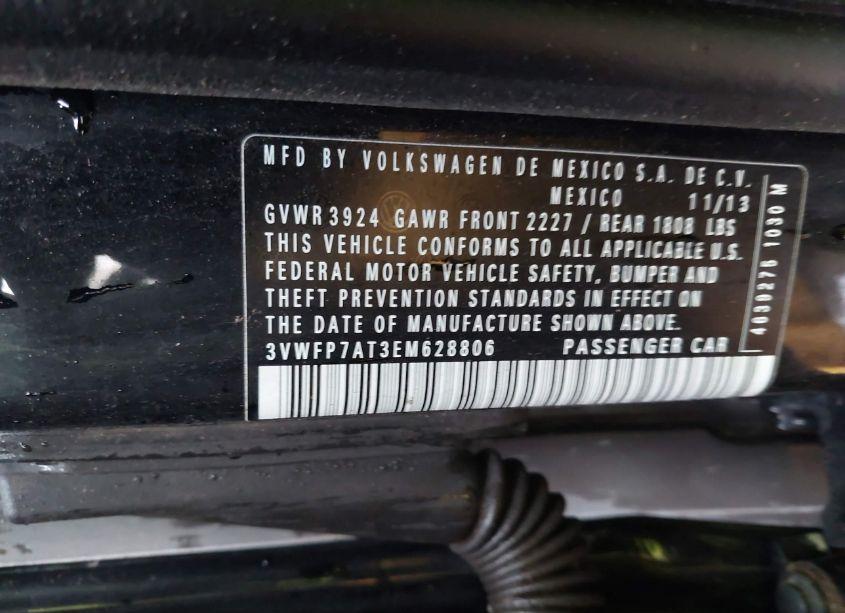 MFD BY VOLKSWAGEN DE MEXICO S.A. DE C.V.
MEXICO 11/13
GVWR 3924 GAWR FRONT 2227 / REAR 1808 LBS
THIS VEHICLE CONFORMS TO ALL APPLICABLE U.S.
FEDERAL MOTOR VEHICLE SAFETY, BUMPER AND
THEFT PREVENTION STANDARDS IN EFFECT ON
THE DATE OF MANUFACTURE SHOWN ABOVE.
3VWFP7AT3EM628806 PASSENGER CAR
4039276 1090 M